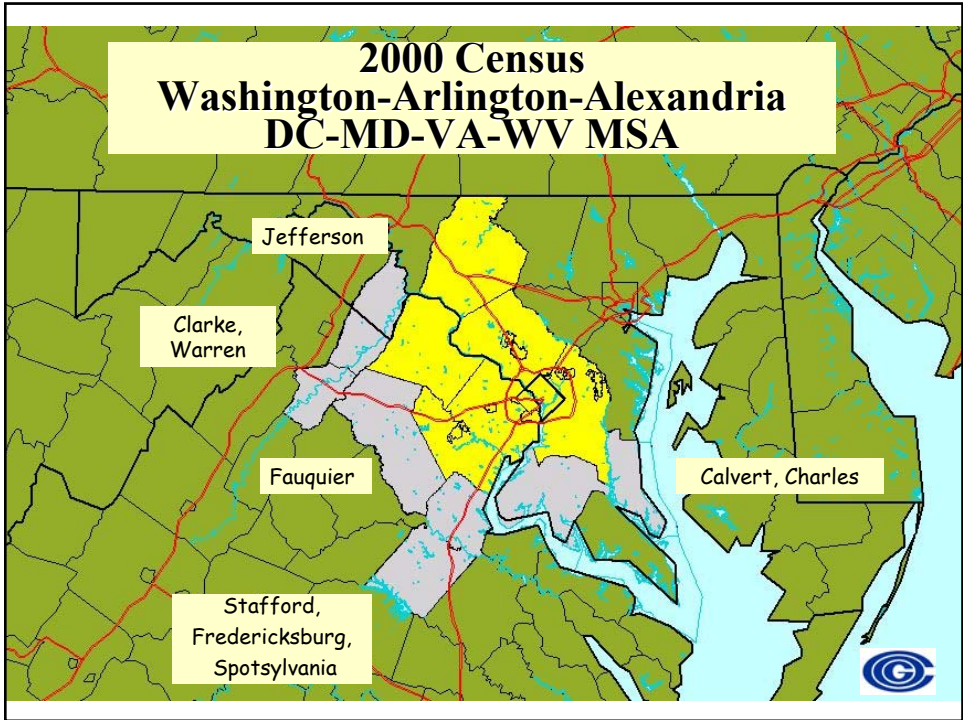 2000 Census
Washington-Arlington-Alexandria
DC-MD-VA-WV MSA
Jefferson
Clarke,
Warren
Fauquier
Calvert, Charles
Stafford,
Fredericksburg,
Spotsylvania